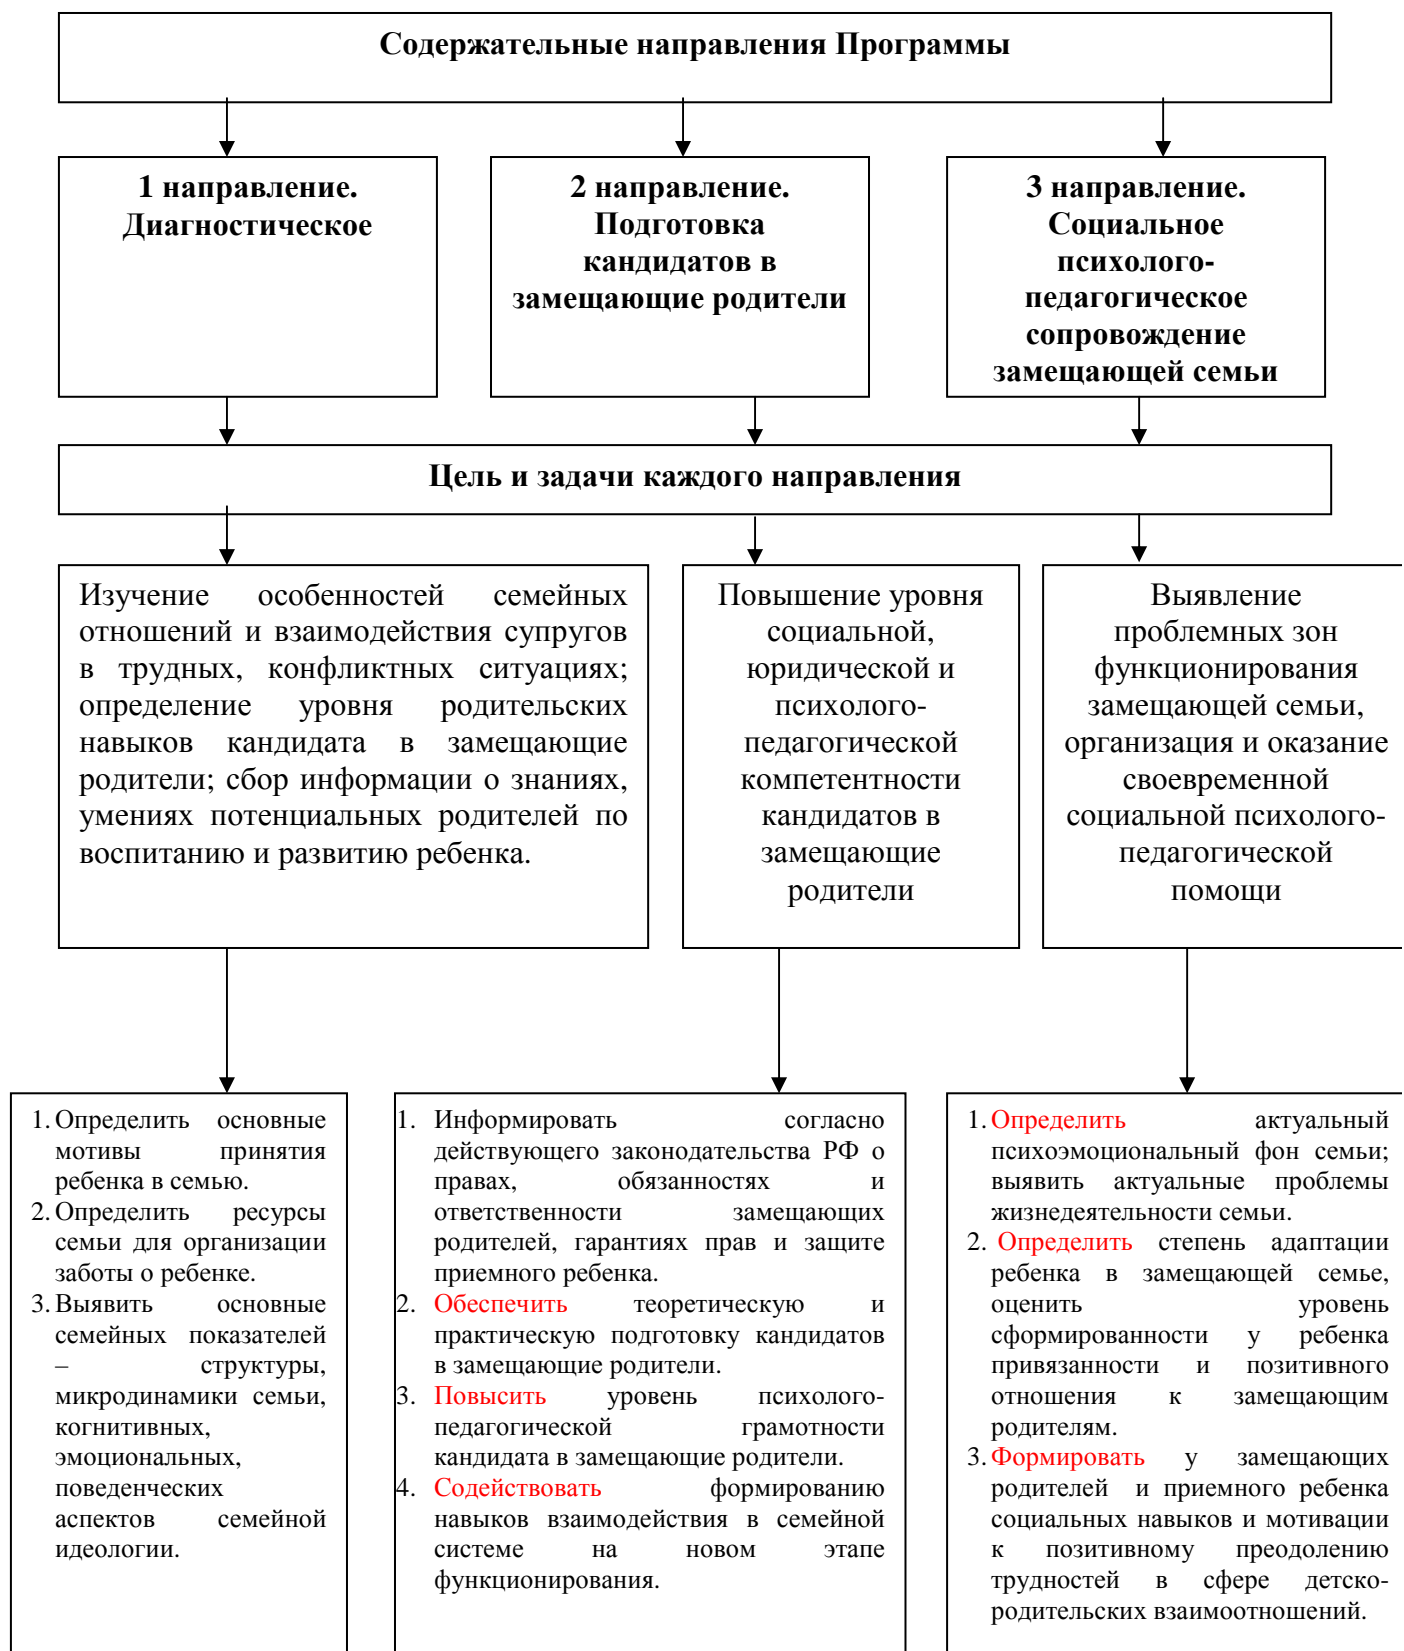 Содержательные направления Программы
1 направление.
Диагностическое
2 направление.
Подготовка
кандидатов в
замещающие родители
3 направление.
Социальное
психолого-
педагогическое
сопровождение
замещающей семьи
Цель и задачи каждого направления
Изучение особенностей семейных
отношений и взаимодействия супругов
в трудных, конфликтных ситуациях;
определение уровня родительских
навыков кандидата в замещающие
родители; сбор информации о знаниях,
умениях потенциальных родителей по
воспитанию и развитию ребенка.
Повышение уровня
социальной,
юридической и
психолого-
педагогической
компетентности
кандидатов в
замещающие
родители
Выявление
проблемных зон
функционирования
замещающей семьи,
организация и оказание
своевременной
социальной психолого-
педагогической
помощи
1. Определить основные
мотивы принятия
ребенка в семью.
2. Определить ресурсы
семьи для организации
заботы о ребенке.
3. Выявить основные
семейных показателей
– структуры,
микродинамики семьи,
когнитивных,
эмоциональных,
поведенческих
аспектов семейной
идеологии.
1. Информировать согласно
действующего законодательства РФ о
правах, обязанностях и
ответственности замещающих
родителей, гарантиях прав и защите
приемного ребенка.
2. Обеспечить теоретическую и
практическую подготовку кандидатов
в замещающие родители.
3. Повысить уровень психолого-
педагогической грамотности
кандидата в замещающие родители.
4. Содействовать формированию
навыков взаимодействия в семейной
системе на новом этапе
функционирования.
1. Определить актуальный
психоэмоциональный фон семьи;
выявить актуальные проблемы
жизнедеятельности семьи.
2. Определить степень адаптации
ребенка в замещающей семье,
оценить уровень
сформированности у ребенка
привязанности и позитивного
отношения к замещающим
родителям.
3. Формировать у замещающих
родителей и приемного ребенка
социальных навыков и мотивации
к позитивному преодолению
трудностей в сфере детско-
родительских взаимоотношений.